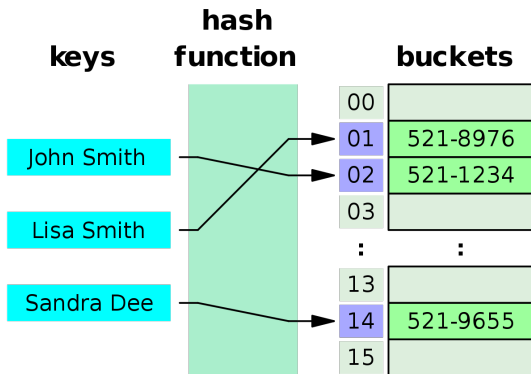 hash
keys function buckets
00
01 521-8976
John Smith 02 521-1234
03
Lisa Smith
: :
13
Sandra Dee 14 521-9655
15